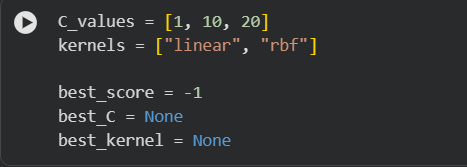 C_values = [1, 10, 20]
kernels = ["linear", "rbf"]
best_score = -1
best_C = None
best_kernel = None